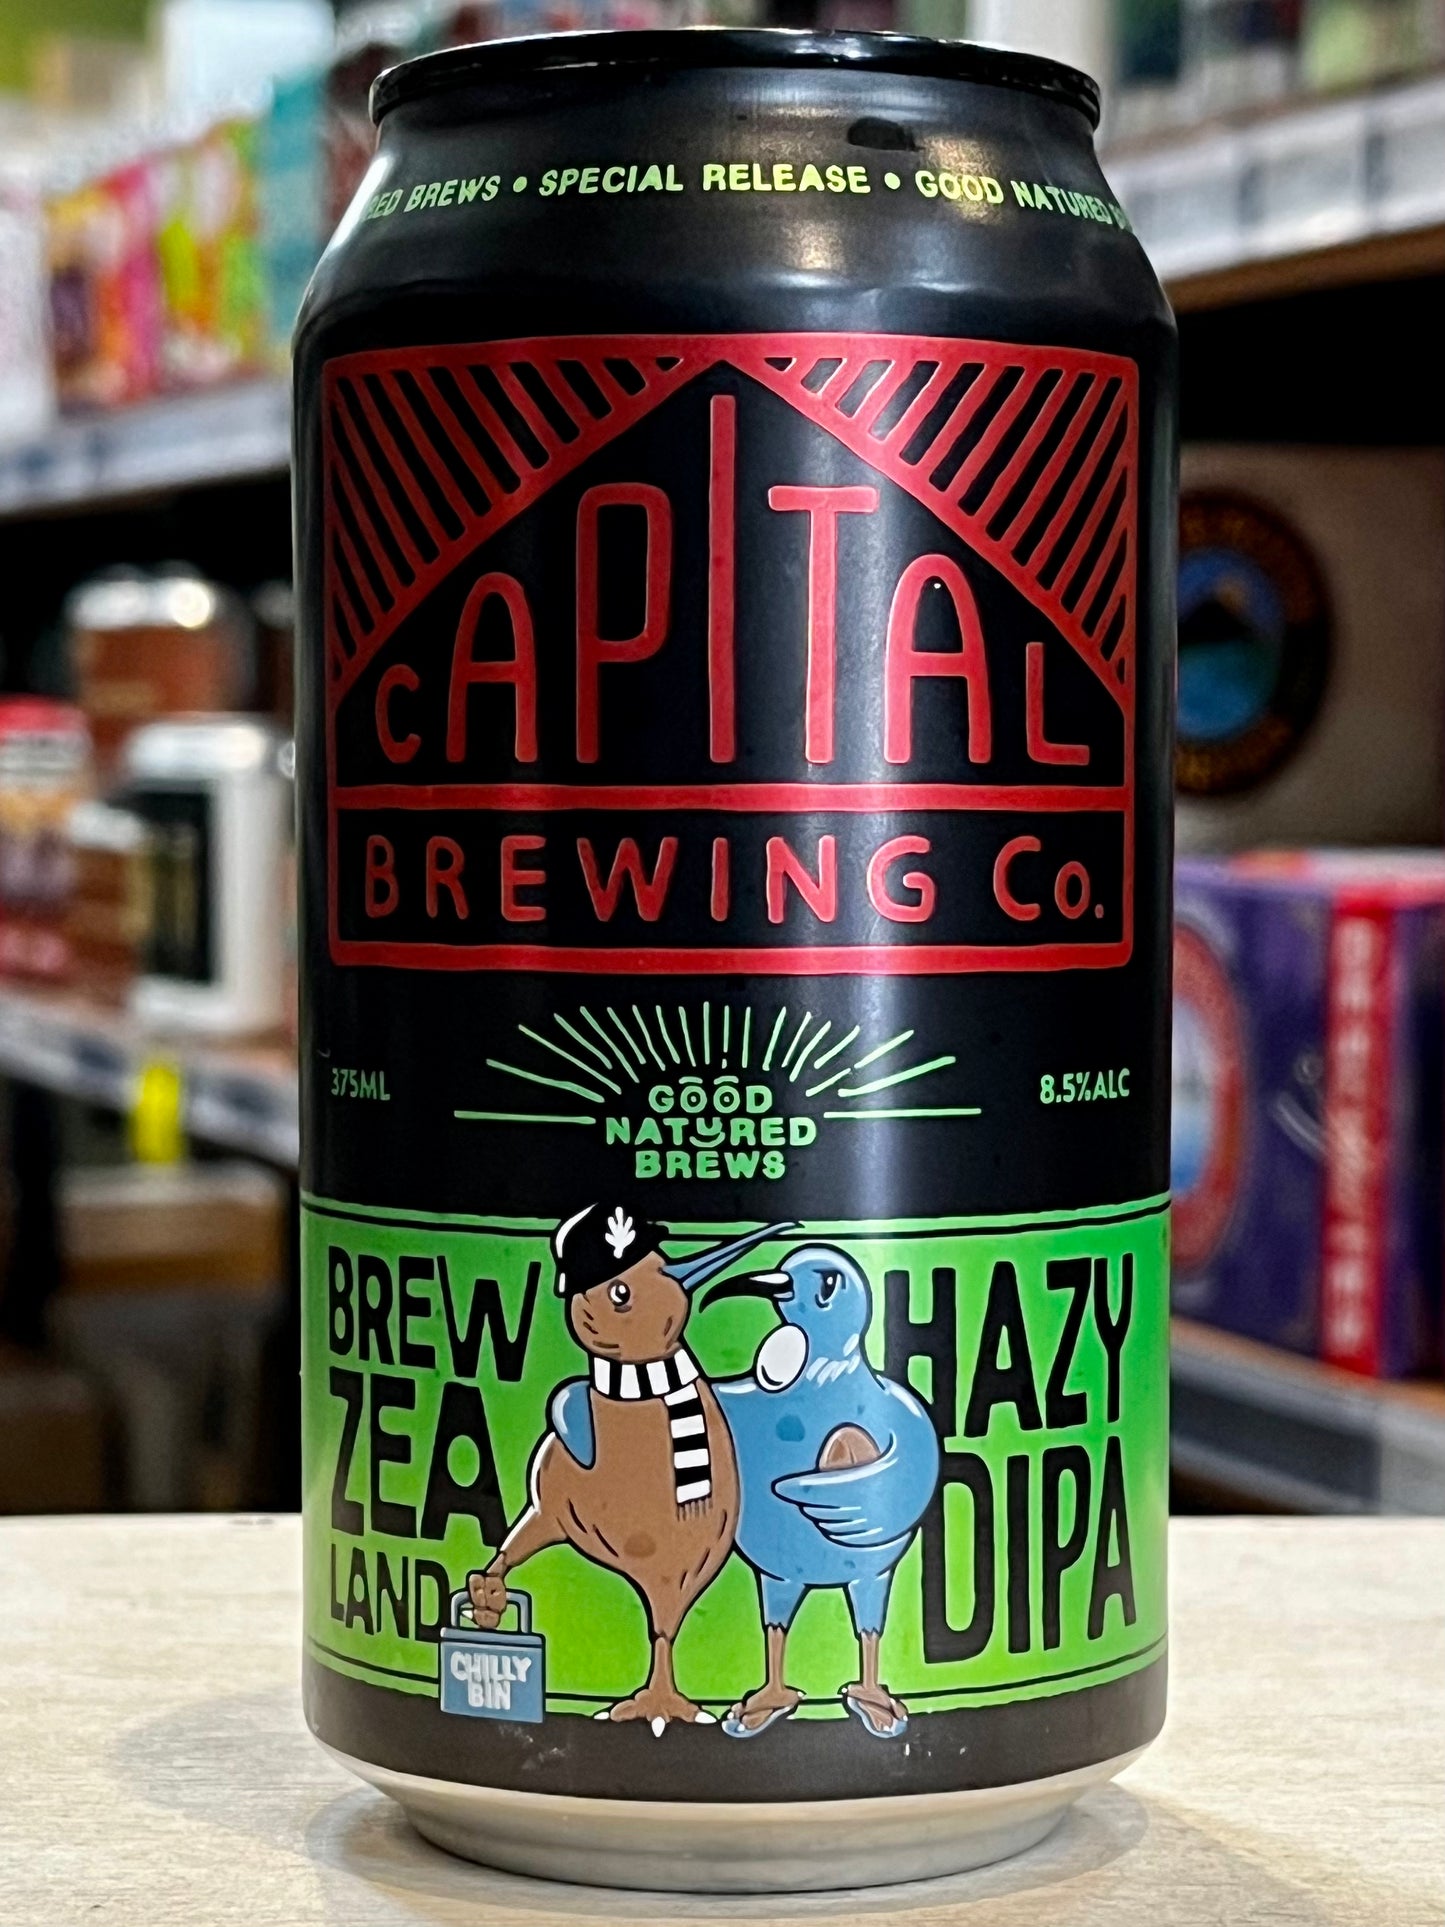 BREWS • SPECIAL RELEASE • GOOD NATURED
CAPITAL
BREWING CO.
375ML
GOOD
NATURED
BREWS
8.5%ALC
BREW
ZEA
LAND
HAZY
DIPA
CHILLY
BIN